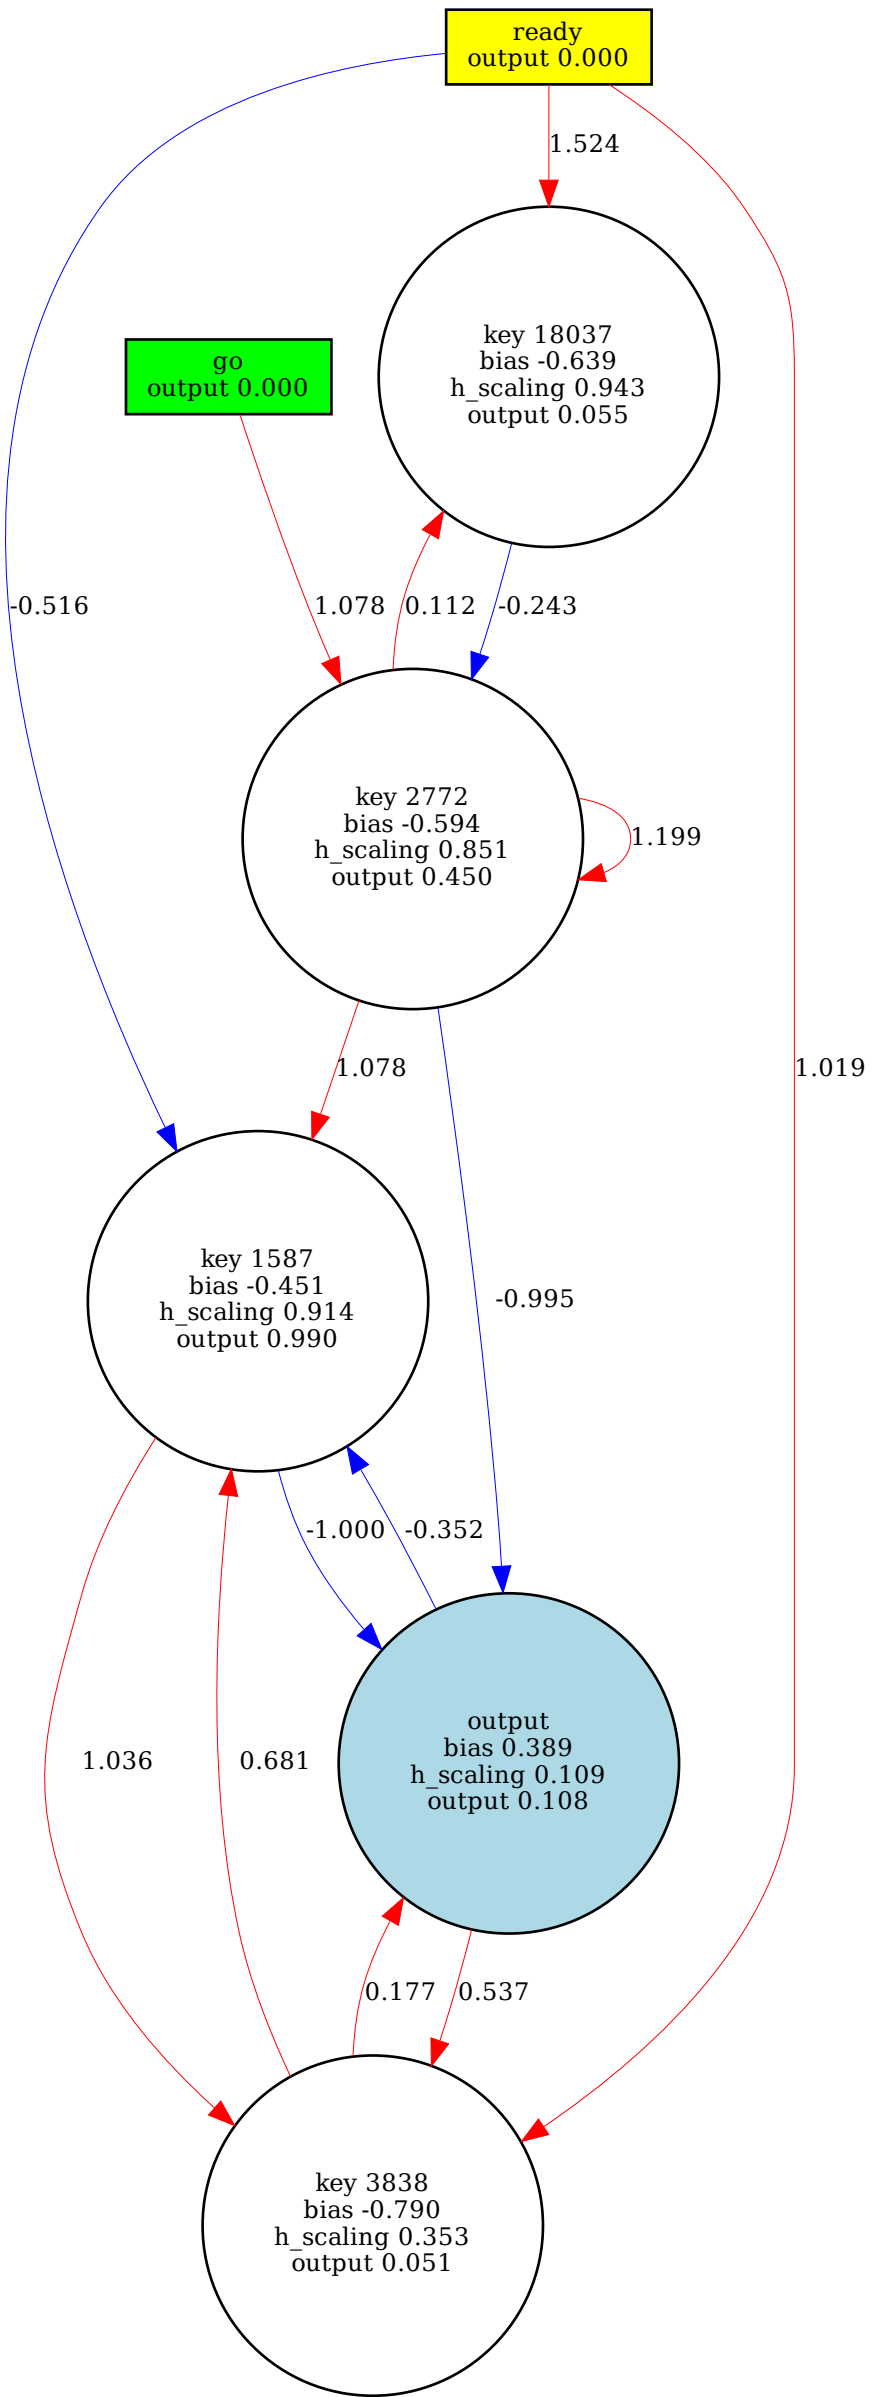 ready
output 0.000
1.524
key 18037
bias -0.639
h_scaling 0.943
output 0.055
go
output 0.000
-0.516
1.078
0.112
-0.243
key 2772
bias -0.594
h_scaling 0.851
output 0.450
1.199
1.078
1.019
key 1587
bias -0.451
h_scaling 0.914
output 0.990
-0.995
-1.000
-0.352
output
bias 0.389
h_scaling 0.109
output 0.108
1.036
0.681
0.177
0.537
key 3838
bias -0.790
h_scaling 0.353
output 0.051